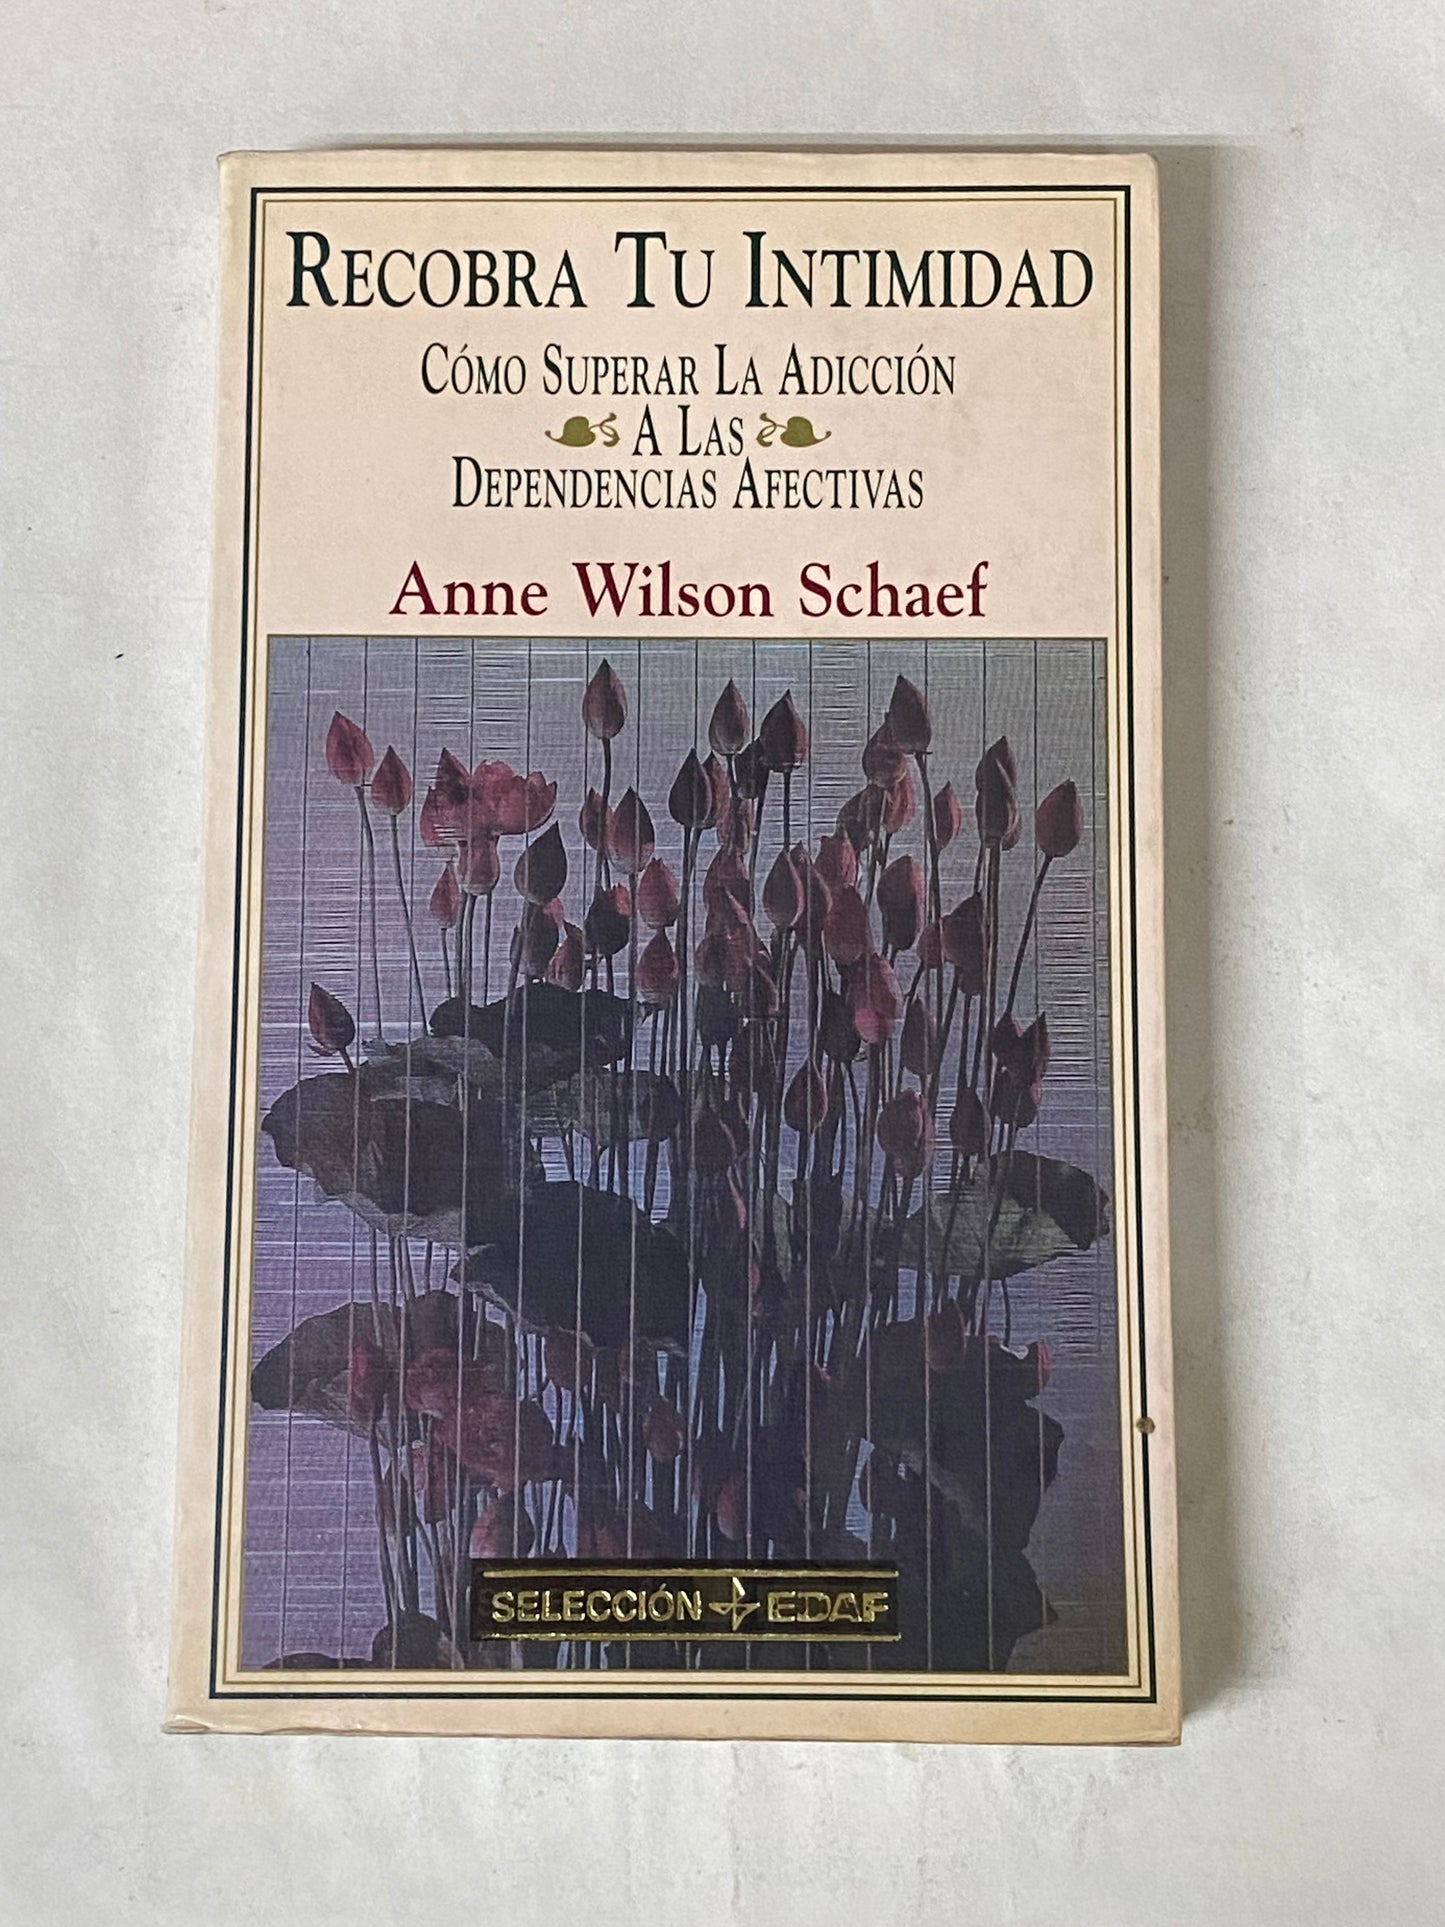 RECOBRA TU INTIMIDAD
CÓMO SUPERAR LA ADICCIÓN
A LAS
DEPENDENCIAS AFECTIVAS
Anne Wilson Schaef
SELECCIÓN EDAF